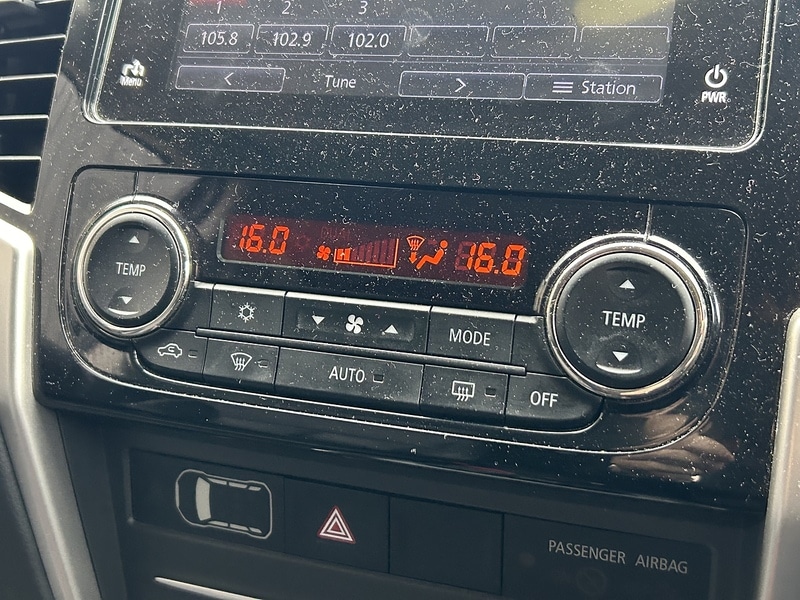 1 2 3
105.8 102.9 102.0
Menu < Tune > Station PWR
16.0 16.0
TEMP
TEMP
MODE
AUTO
OFF
PASSENGER AIRBAG